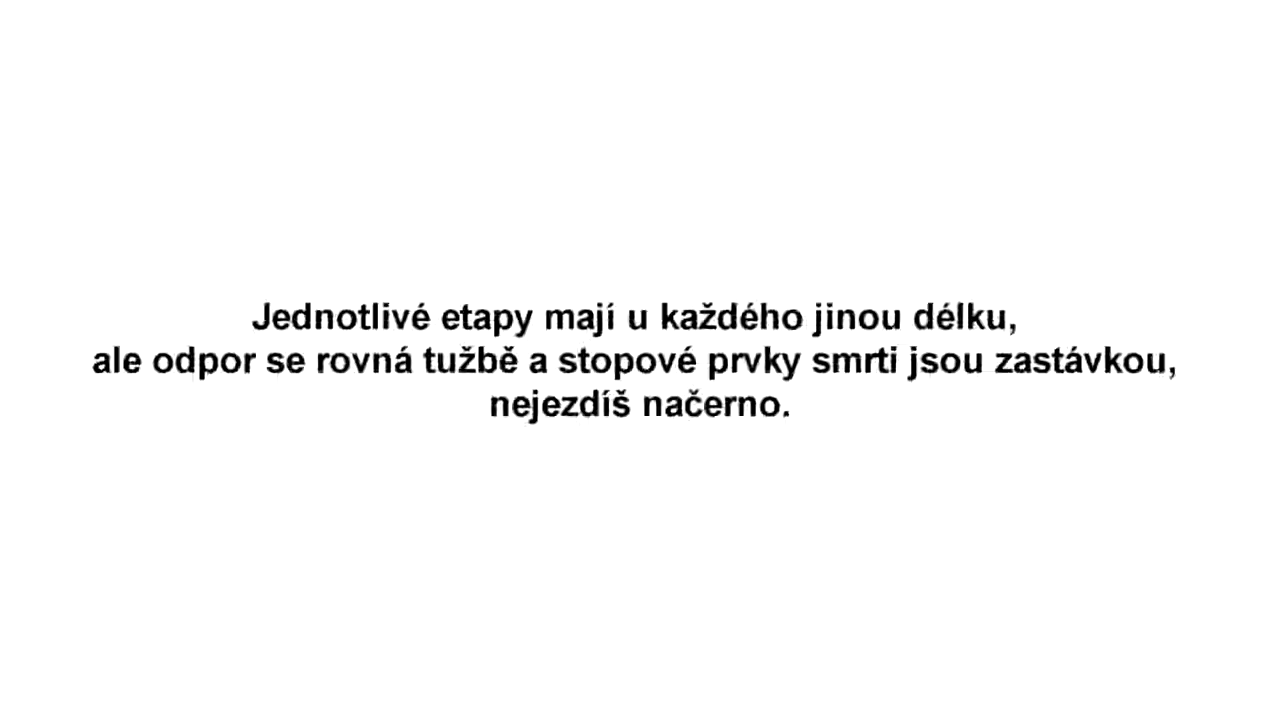 Jednotlivé etapy mají u každého jinou délku,
ale odpor se rovná tužbě a stopové prvky smrti jsou zastávkou,
nejezdíš načerno.